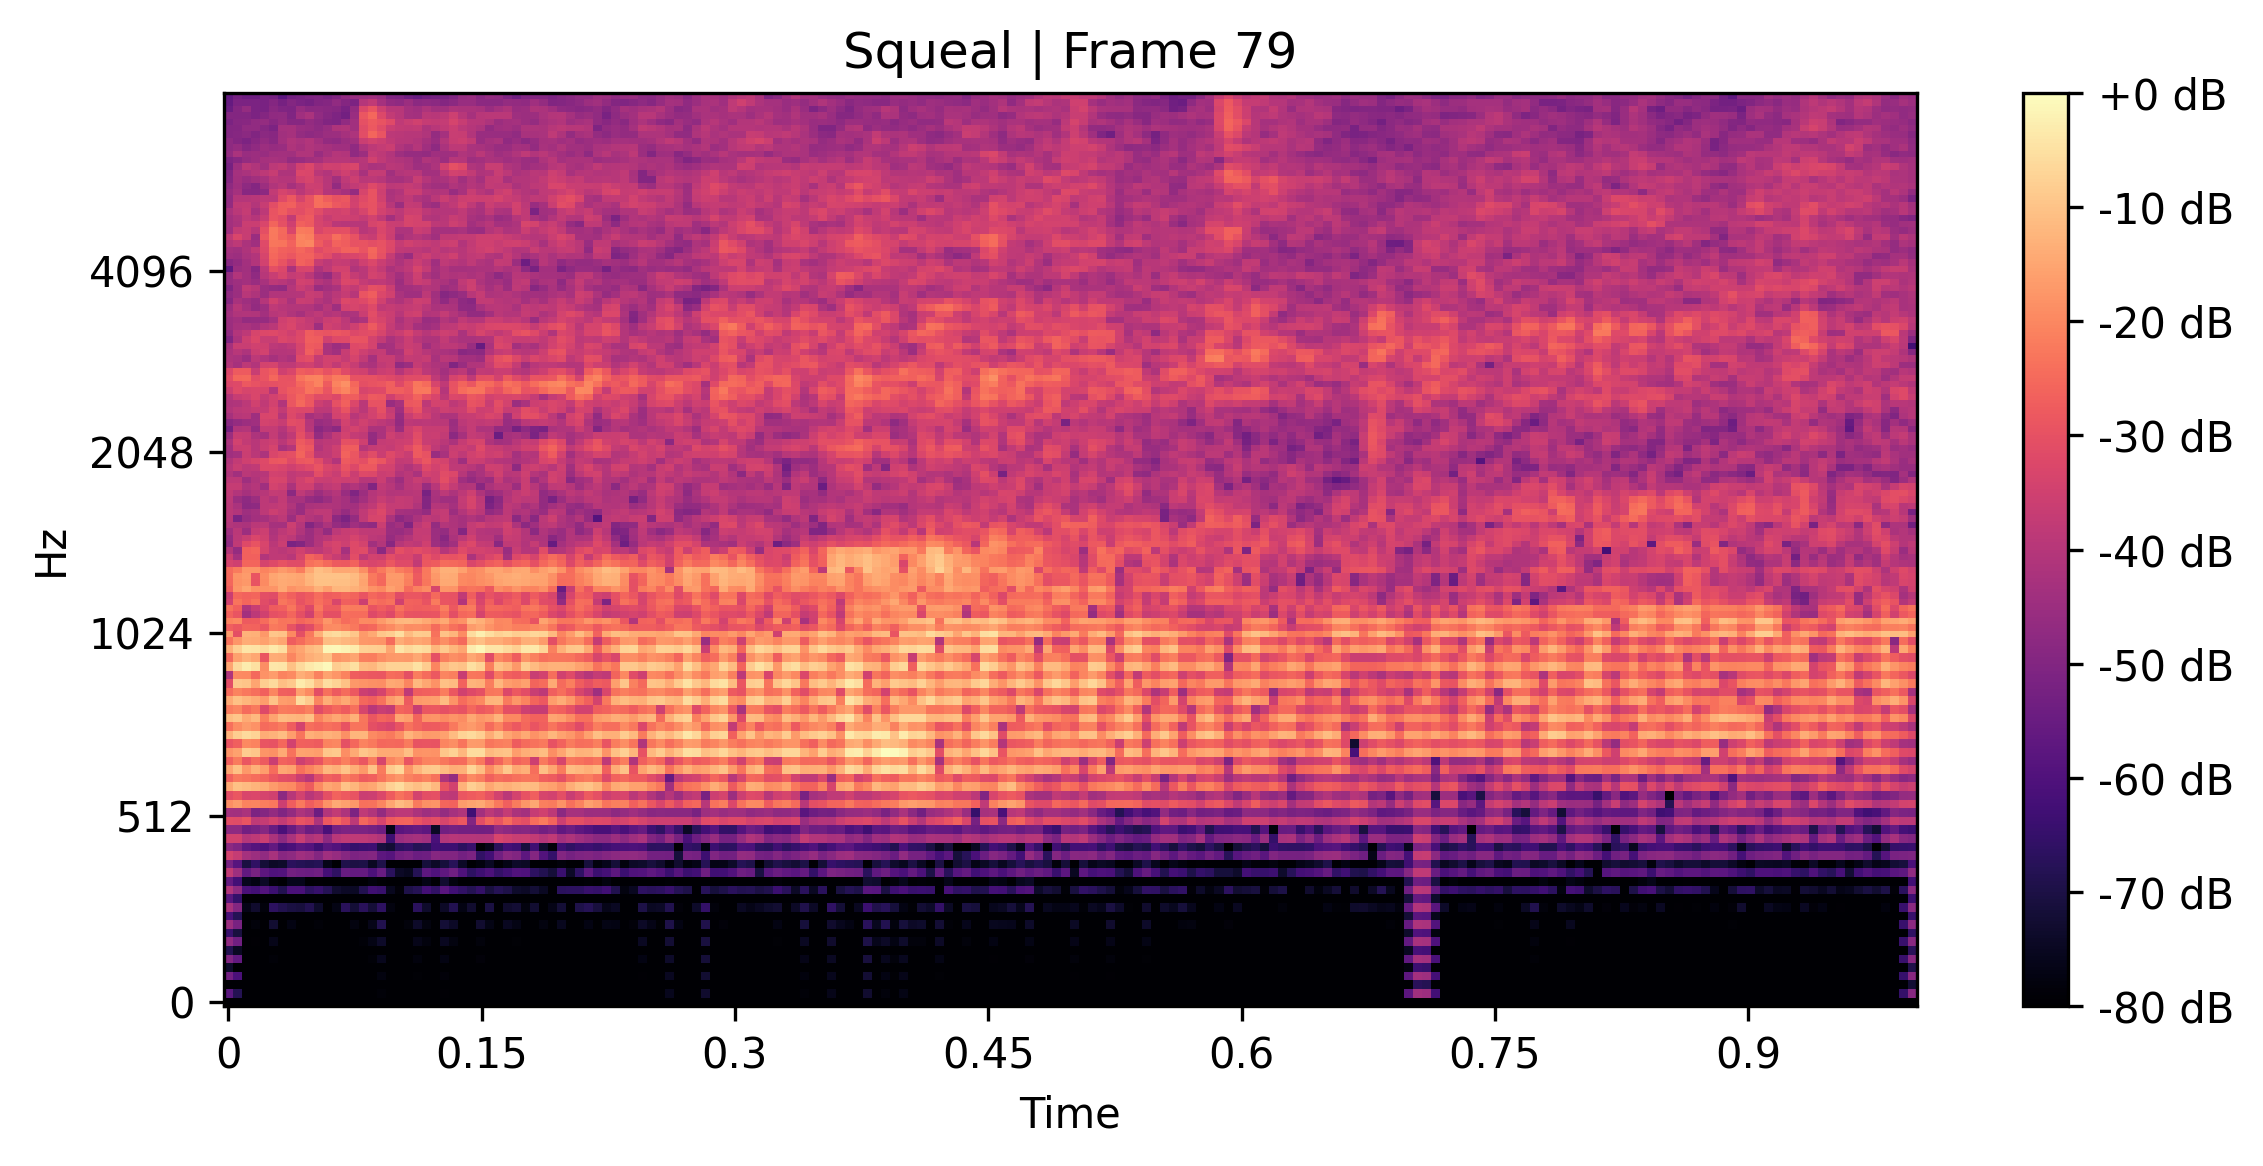 Squeal | Frame 79
+0 dB
-10 dB
-20 dB
-30 dB
-40 dB
-50 dB
-60 dB
-70 dB
-80 dB
Hz
4096
2048
1024
512
0
0 0.15 0.3 0.45 0.6 0.75 0.9
Time